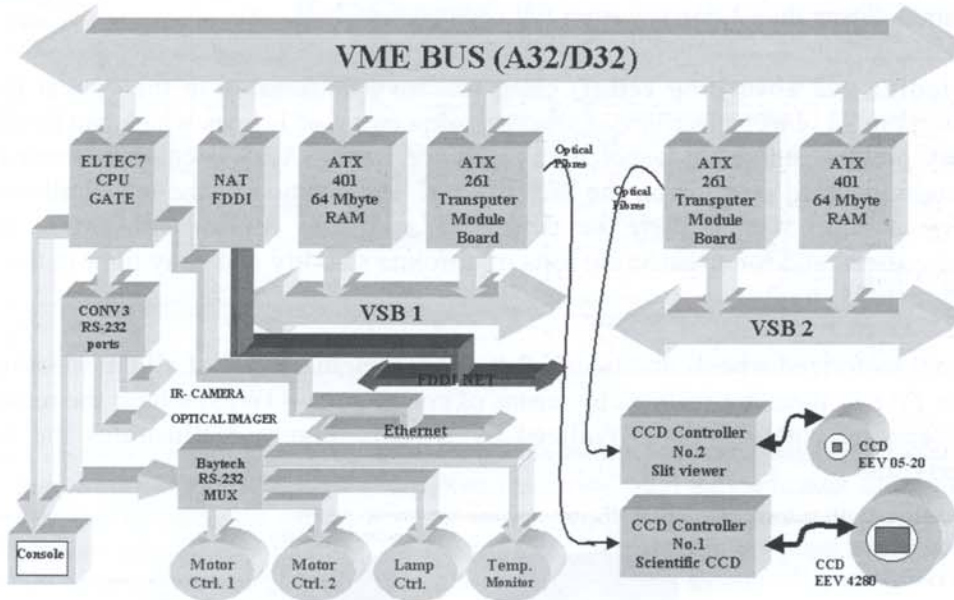 VME BUS (A32/D32)
ELTEC7
CPU
GATE
NAT
FDDI
ATX
401
64 Mbyte
RAM
ATX
261
Transputer
Module
Board
Optical
Fibres
Optical
Fibres
ATX
261
Transputer
Module
Board
ATX
401
64 Mbyte
RAM
CONV3
RS-232
ports
VSB 1
VSB 2
FDDI NET
IR- CAMERA
OPTICAL IMAGER
Ethernet
Baytech
RS-232
MUX
CCD Controller
No.2
Slit viewer
CCD
EEV 05-20
CCD Controller
No.1
Scientific CCD
CCD
EEV 4280
Console
Motor
Ctrl. 1
Motor
Ctrl. 2
Lamp
Ctrl.
Temp.
Monitor